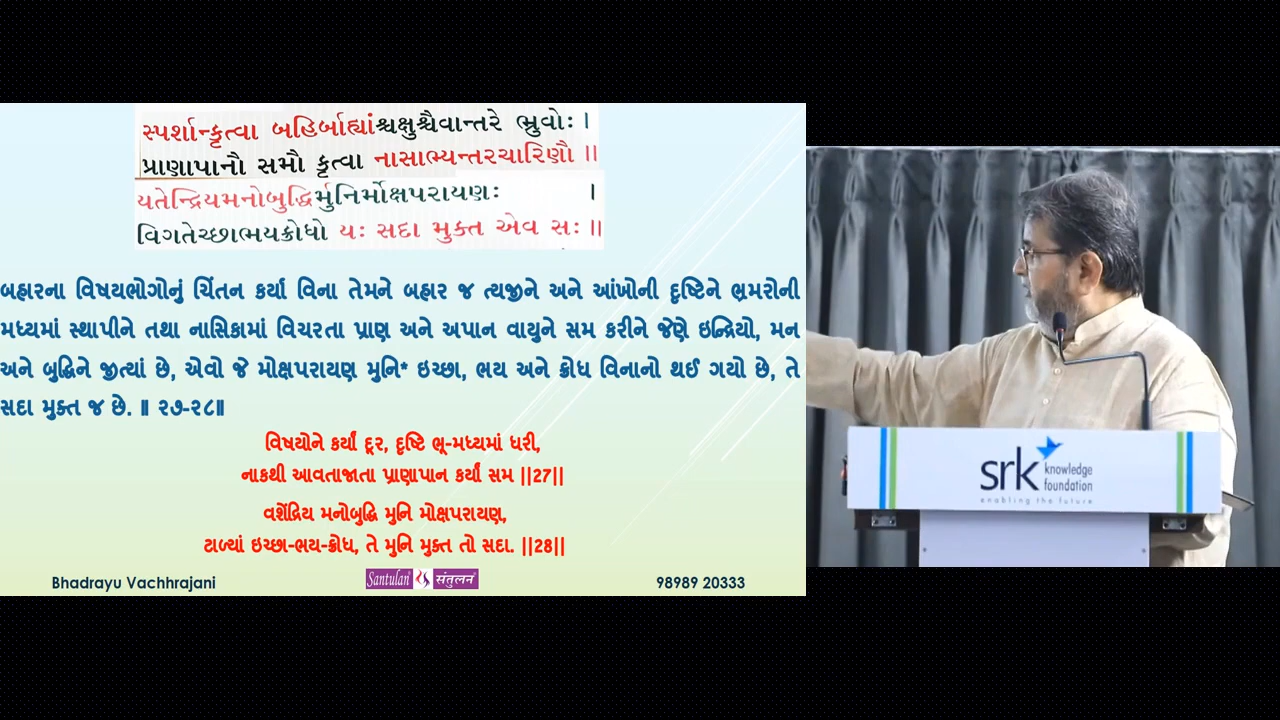 સ્પર્શાન્કૃત્વા બહિર્બાહ્યાંશ્ચક્ષુશ્ચૈવાન્તરે ભ્રુવોઃ ।
પ્રાણાપાનૌ સમૌ કૃત્વા નાસાભ્યન્તરચારિણૌ ॥
યતેન્દ્રિયમનોબુદ્ધિર્મુનિર્મોક્ષપરાયણઃ ।
વિગતેચ્છાભયક્રોધો યઃ સદા મુક્ત એવ સઃ ॥
બહારના વિષયભોગોનું ચિંતન કર્યા વિના તેમને બહાર જ ત્યજીને અને આંખોની દૃષ્ટિને ભ્રમરોની
મધ્યમાં સ્થાપીને તથા નાસિકામાં વિચરતા પ્રાણ અને અપાન વાયુને સમ કરીને જેણે ઇન્દ્રિયો, મન
અને બુદ્ધિને જીત્યાં છે, એવો જે મોક્ષપરાયણ મુનિ* ઇચ્છા, ભય અને ક્રોધ વિનાનો થઈ ગયો છે, તે
સદા મુક્ત જ છે. ॥ ૨૭-૨૮॥
વિષયોને કર્યાં દૂર, દૃષ્ટિ ભ્રૂ-મધ્યમાં ધરી,
નાકથી આવતાજાતા પ્રાણાપાન કર્યાં સમ ||27||
વશેંદ્રિય મનોબુદ્ધિ મુનિ મોક્ષપરાયણ,
ટાળ્યાં ઇચ્છા-ભય-ક્રોધ, તે મુનિ મુક્ત તો સદા. ||28||
Bhadrayu Vachhrajani
Santulan संतुलन
98989 20333
srk knowledge
foundation
enabling the future